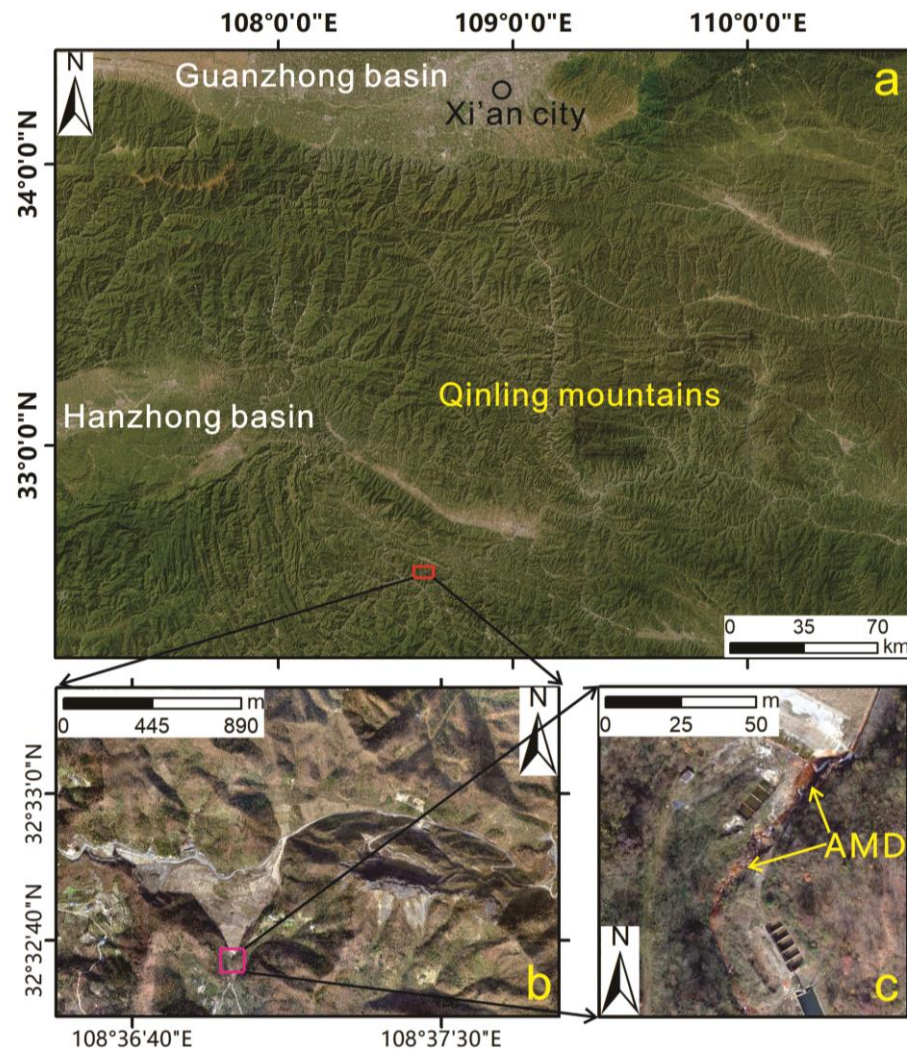 108°0'0"E
109°0'0"E
110°0'0"E
N
Guanzhong basin
a
Xi'an city
34°0'0"N
Qinling mountains
Hanzhong basin
33°0'0"N
0 35 70
km
0 445 890 m
N
0 25 50 m
32°33'0"N
AMD
32°32'40"N
N
b
c
108°36'40"E
108°37'30"E